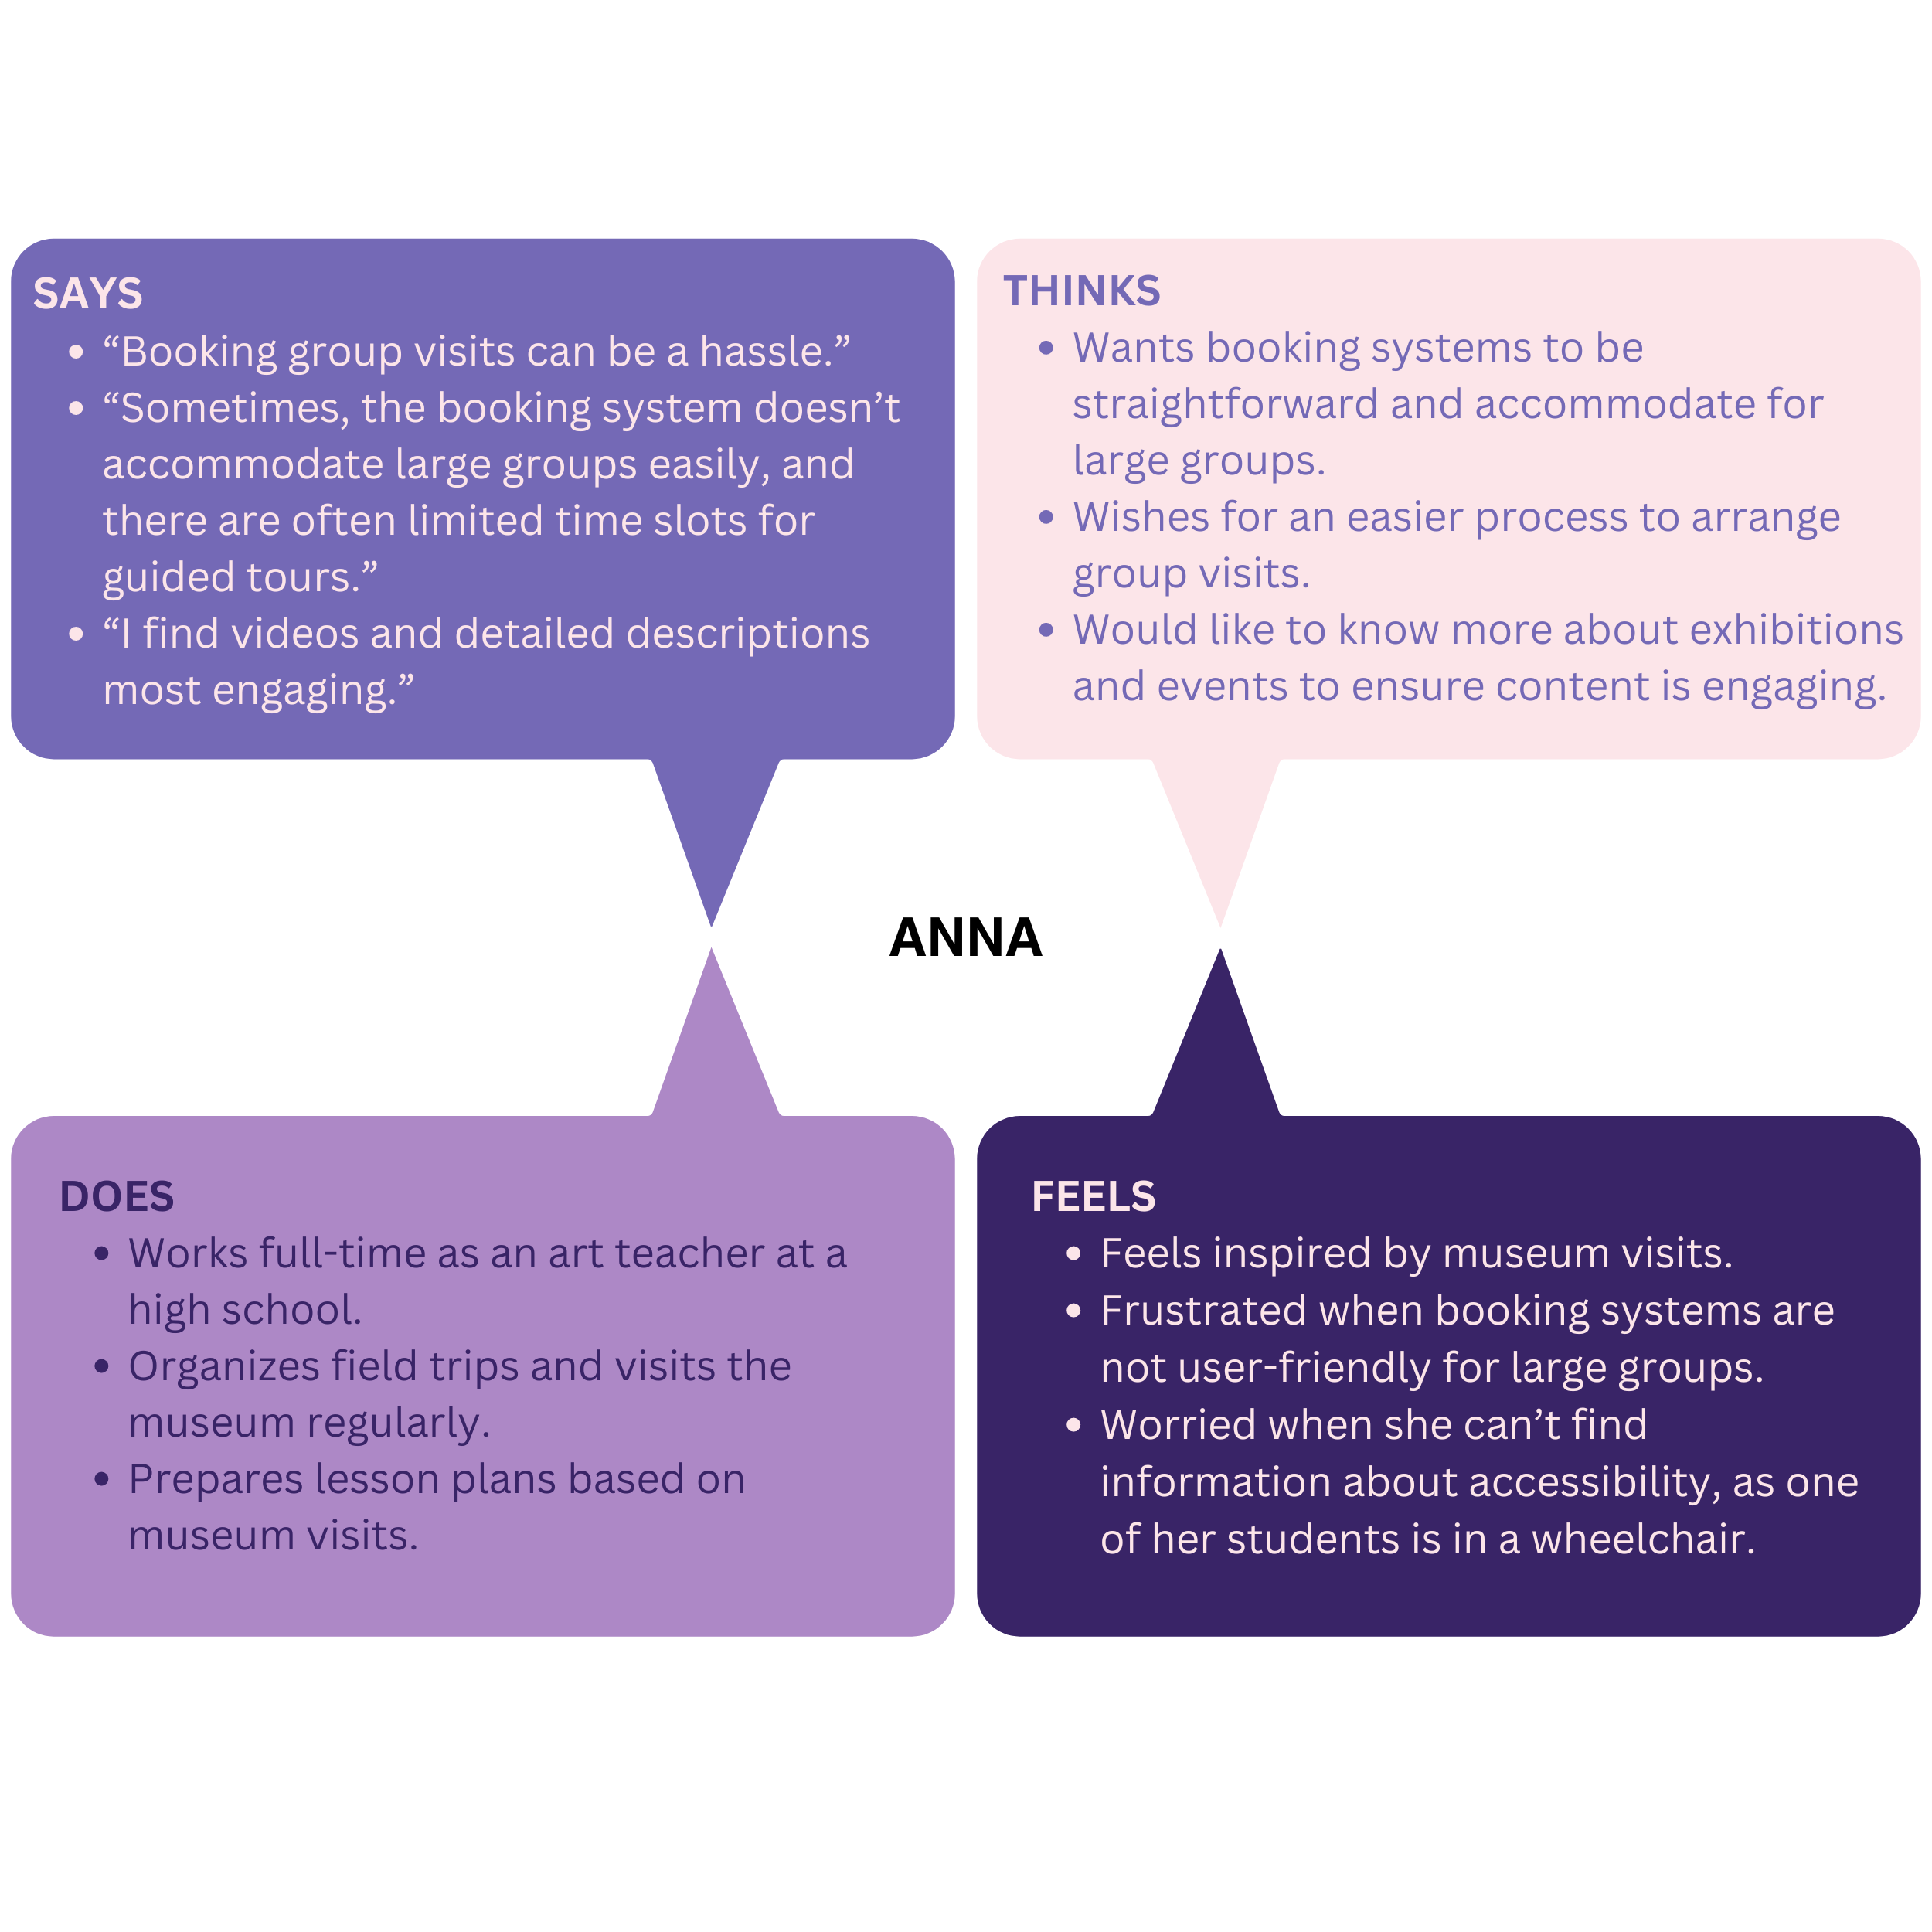 SAYS
• “Booking group visits can be a hassle.”
• “Sometimes, the booking system doesn’t
accommodate large groups easily, and
there are often limited time slots for
guided tours.”
• “I find videos and detailed descriptions
most engaging.”
THINKS
• Wants booking systems to be
straightforward and accommodate for
large groups.
• Wishes for an easier process to arrange
group visits.
• Would like to know more about exhibitions
and events to ensure content is engaging.
ANNA
DOES
• Works full-time as an art teacher at a
high school.
• Organizes field trips and visits the
museum regularly.
• Prepares lesson plans based on
museum visits.
FEELS
• Feels inspired by museum visits.
• Frustrated when booking systems are
not user-friendly for large groups.
• Worried when she can’t find
information about accessibility, as one
of her students is in a wheelchair.